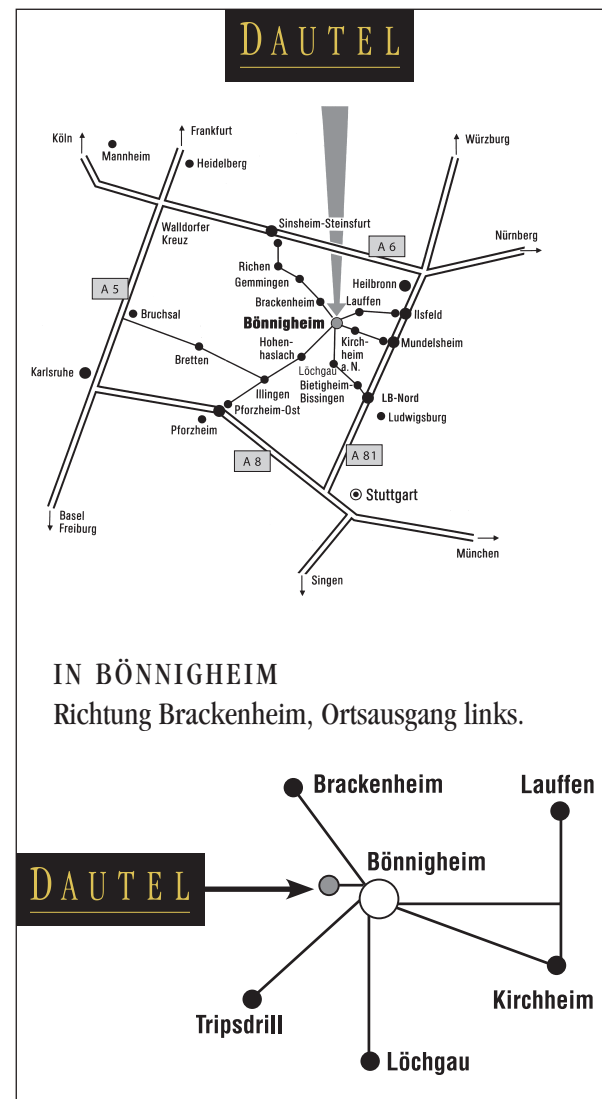 DAUTEL
Köln
Mannheim
Frankfurt
Heidelberg
Würzburg
Walldorfer
Kreuz
Sinsheim-Steinsfurt
A 6
Nürnberg
A 5
Richen
Gemmingen
Heilbronn
Bruchsal
Brackenheim
Lauffen
Ilsfeld
Bönnigheim
Hohen-
haslach
Kirch-
heim
a. N.
Mundelsheim
Bretten
Karlsruhe
Löchgau
Illingen
Bietigheim-
Bissingen
LB-Nord
Pforzheim-Ost
Pforzheim
Ludwigsburg
A 8
A 81
Stuttgart
Basel
Freiburg
München
Singen
IN BÖNNIGHEIM
Richtung Brackenheim, Ortsausgang links.
Brackenheim
Lauffen
Bönnigheim
DAUTEL
Kirchheim
Tripsdrill
Löchgau